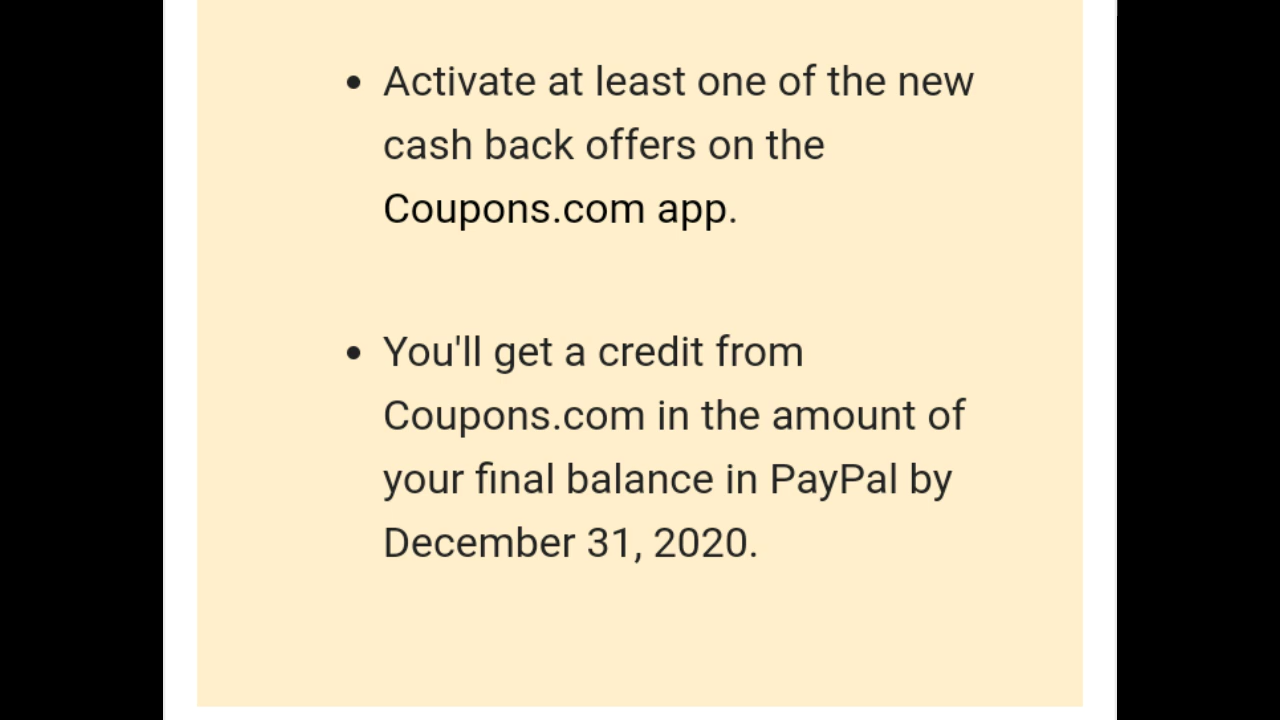 • Activate at least one of the new
cash back offers on the
Coupons.com app.
• You'll get a credit from
Coupons.com in the amount of
your final balance in PayPal by
December 31, 2020.